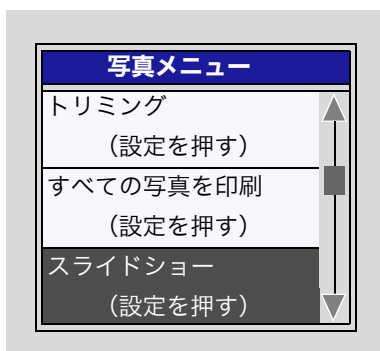 写真メニュー
トリミング
（設定を押す）
すべての写真を印刷
（設定を押す）
スライドショー
（設定を押す）